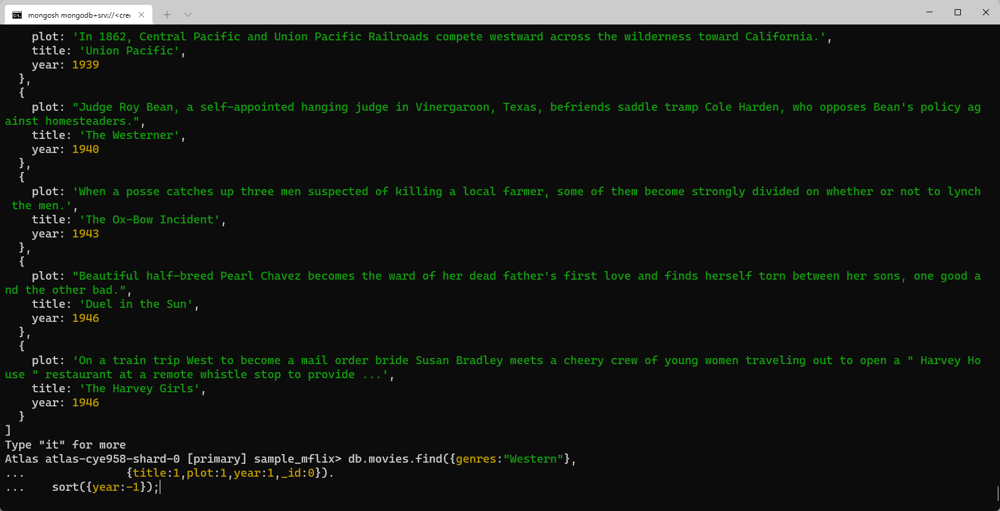 mongosh mongodb+srv://<cre
plot: 'In 1862, Central Pacific and Union Pacific Railroads compete westward across the wilderness toward California.',
title: 'Union Pacific',
year: 1939
},
{
plot: "Judge Roy Bean, a self-appointed hanging judge in Vinergaroon, Texas, befriends saddle tramp Cole Harden, who opposes Bean's policy ag
ainst homesteaders.",
title: 'The Westerner',
year: 1940
},
{
plot: 'When a posse catches up three men suspected of killing a local farmer, some of them become strongly divided on whether or not to lynch
the men.',
title: 'The Ox-Bow Incident',
year: 1943
},
{
plot: "Beautiful half-breed Pearl Chavez becomes the ward of her dead father's first love and finds herself torn between her sons, one good a
nd the other bad.",
title: 'Duel in the Sun',
year: 1946
},
{
plot: 'On a train trip West to become a mail order bride Susan Bradley meets a cheery crew of young women traveling out to open a " Harvey Ho
use " restaurant at a remote whistle stop to provide ...',
title: 'The Harvey Girls',
year: 1946
}
]
Type "it" for more
Atlas atlas-cye958-shard-0 [primary] sample_mflix> db.movies.find({genres:"Western"},
... {title:1,plot:1,year:1,_id:0}).
... sort({year:-1});